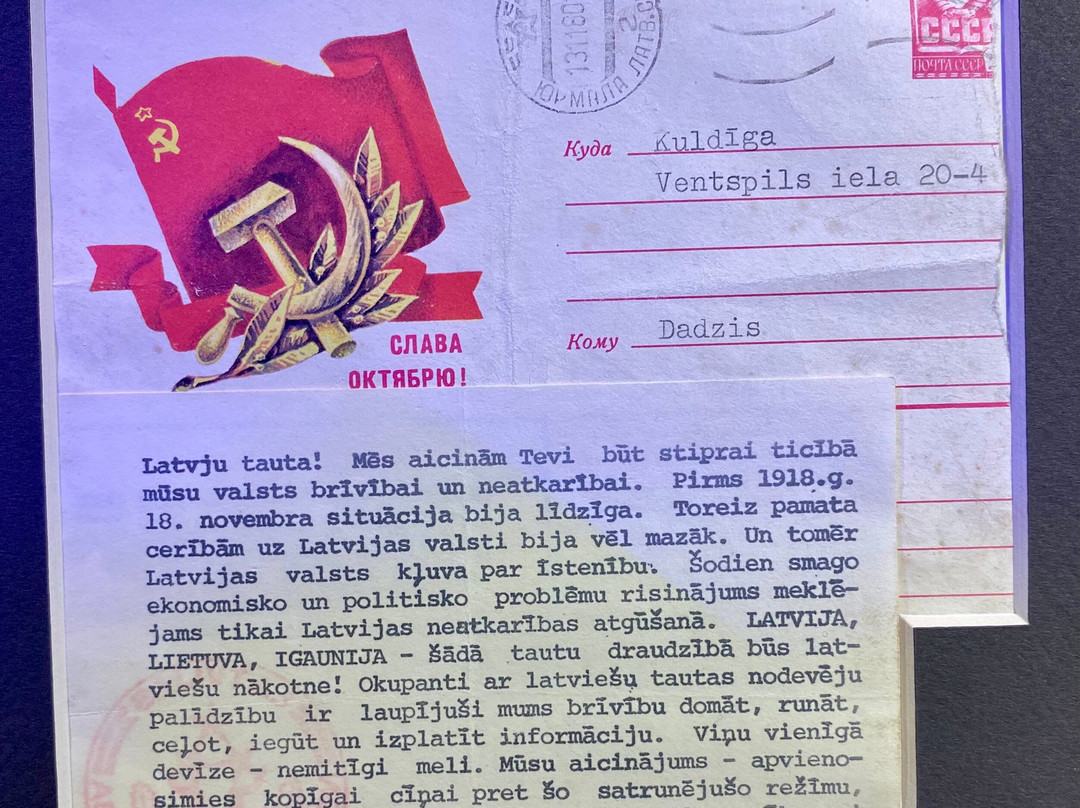 131180
ЮРМАЛА ЛАТВ.С
СССР
ПОЧТА СССР
Куда Kuldīga
Ventspils iela 20-4
Кому Dadzis
СЛАВА
ОКТЯБРЮ!
Latvju tauta! Mēs aicinām Tevi būt stiprai ticībā
mūsu valsts brīvībai un neatkarībai. Pirms 1918.g.
18. novembra situācija bija līdzīga. Toreiz pamata
cerībām uz Latvijas valsti bija vēl mazāk. Un tomēr
Latvijas valsts kļuva par īstenību. Šodien smago
ekonomisko un politisko problēmu risinājums meklē-
jams tikai Latvijas neatkarības atgūšanā. LATVIJA,
LIETUVA, IGAUNIJA - šādā tautu draudzībā būs lat-
viešu nākotne! Okupanti ar latviešu tautas nodevēju
palīdzību ir laupījuši mums brīvību domāt, runāt,
ceļot, iegūt un izplatīt informāciju. Viņu vienīgā
devīze - nemitīgi meli. Mūsu aicinājums - apvieno-
simies kopīgai cīņai pret šo satrunējušo režīmu,